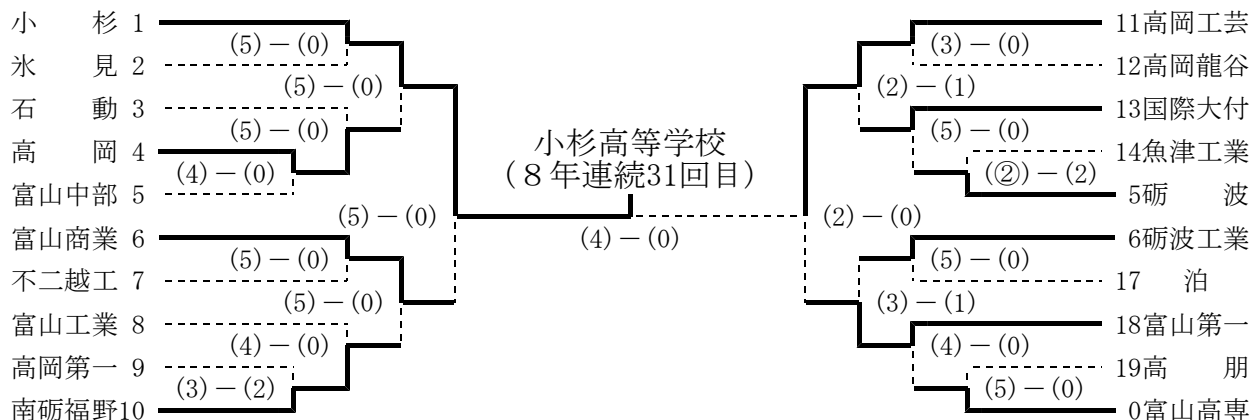 小　杉 1
氷　見 2
石　動 3
高　岡 4
富山中部 5
富山商業 6
不二越工 7
富山工業 8
高岡第一 9
南砺福野10
(5)－(0)
(5)－(0)
(5)－(0)
(4)－(0)
(5)－(0)
(5)－(0)
(5)－(0)
(4)－(0)
(3)－(2)
小杉高等学校
(８年連続31回目)
(4)－(0)
(3)－(0)
(2)－(1)
(5)－(0)
(②)－(2)
(2)－(0)
(5)－(0)
(3)－(1)
(4)－(0)
(5)－(0)
11高岡工芸
12高岡龍谷
13国際大付
14魚津工業
5砺　波
6砺波工業
17　泊
18富山第一
19高　朋
0富山高専